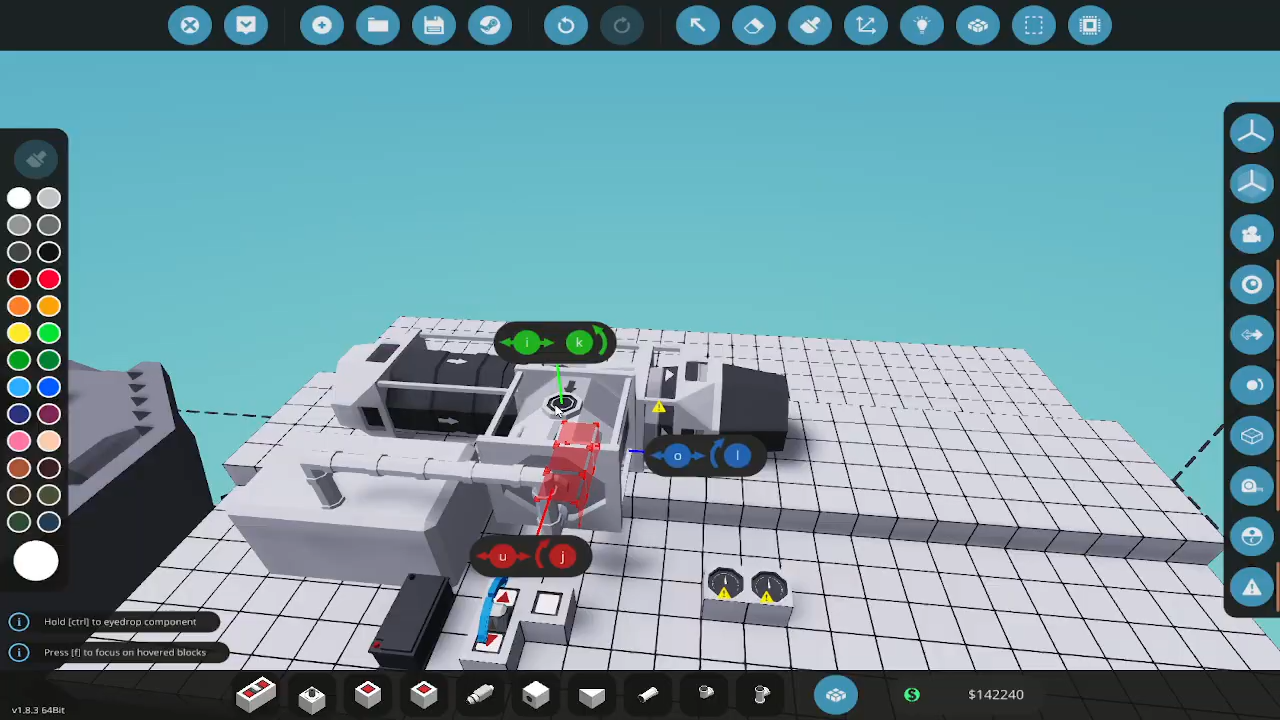 i k
o l
u j
Hold [ctrl] to eyedrop component
Press [f] to focus on hovered blocks
$ $142240
v1.8.3 64Bit